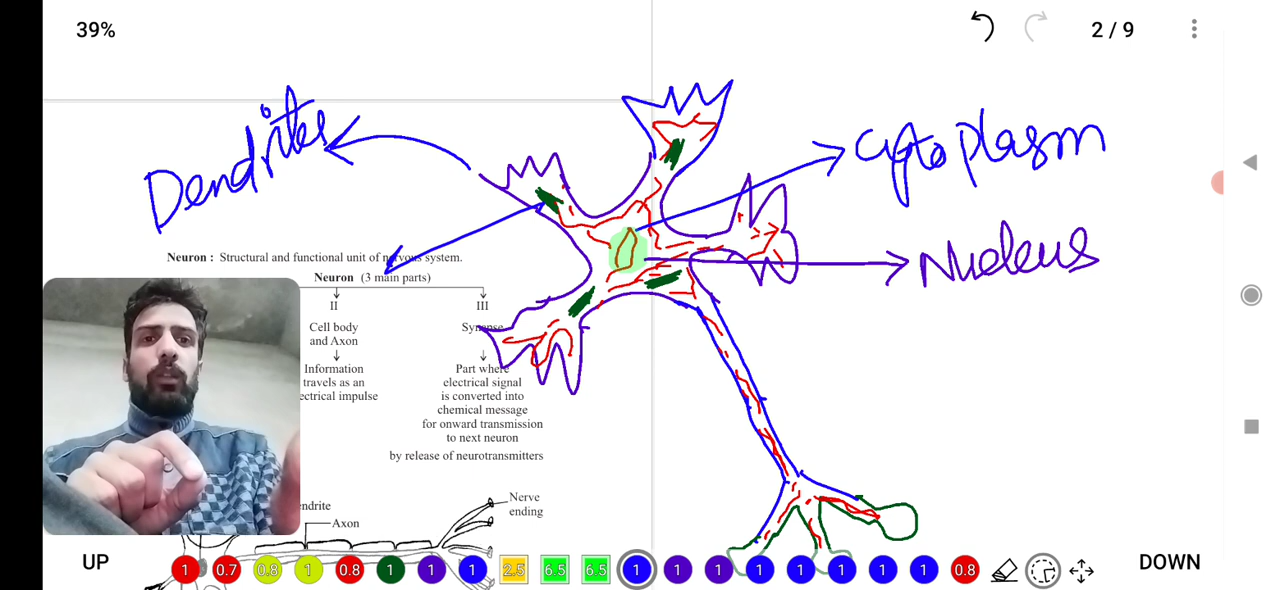 39%
2 / 9
Dendrites
Cytoplasm
Nucleus
Neuron : Structural and functional unit of nervous system.
Neuron (3 main parts)
II
III
Cell body
and Axon
Synapse
Information
travels as an
ectrical impulse
Part where
electrical signal
is converted into
chemical message
for onward transmission
to next neuron
by release of neurotransmitters
endrite
Axon
Nerve
ending
UP
1 0.7 0.8 1 0.8 1 1 1 2.5 6.5 6.5 1 1 1 1 1 1 1 1 0.8
DOWN